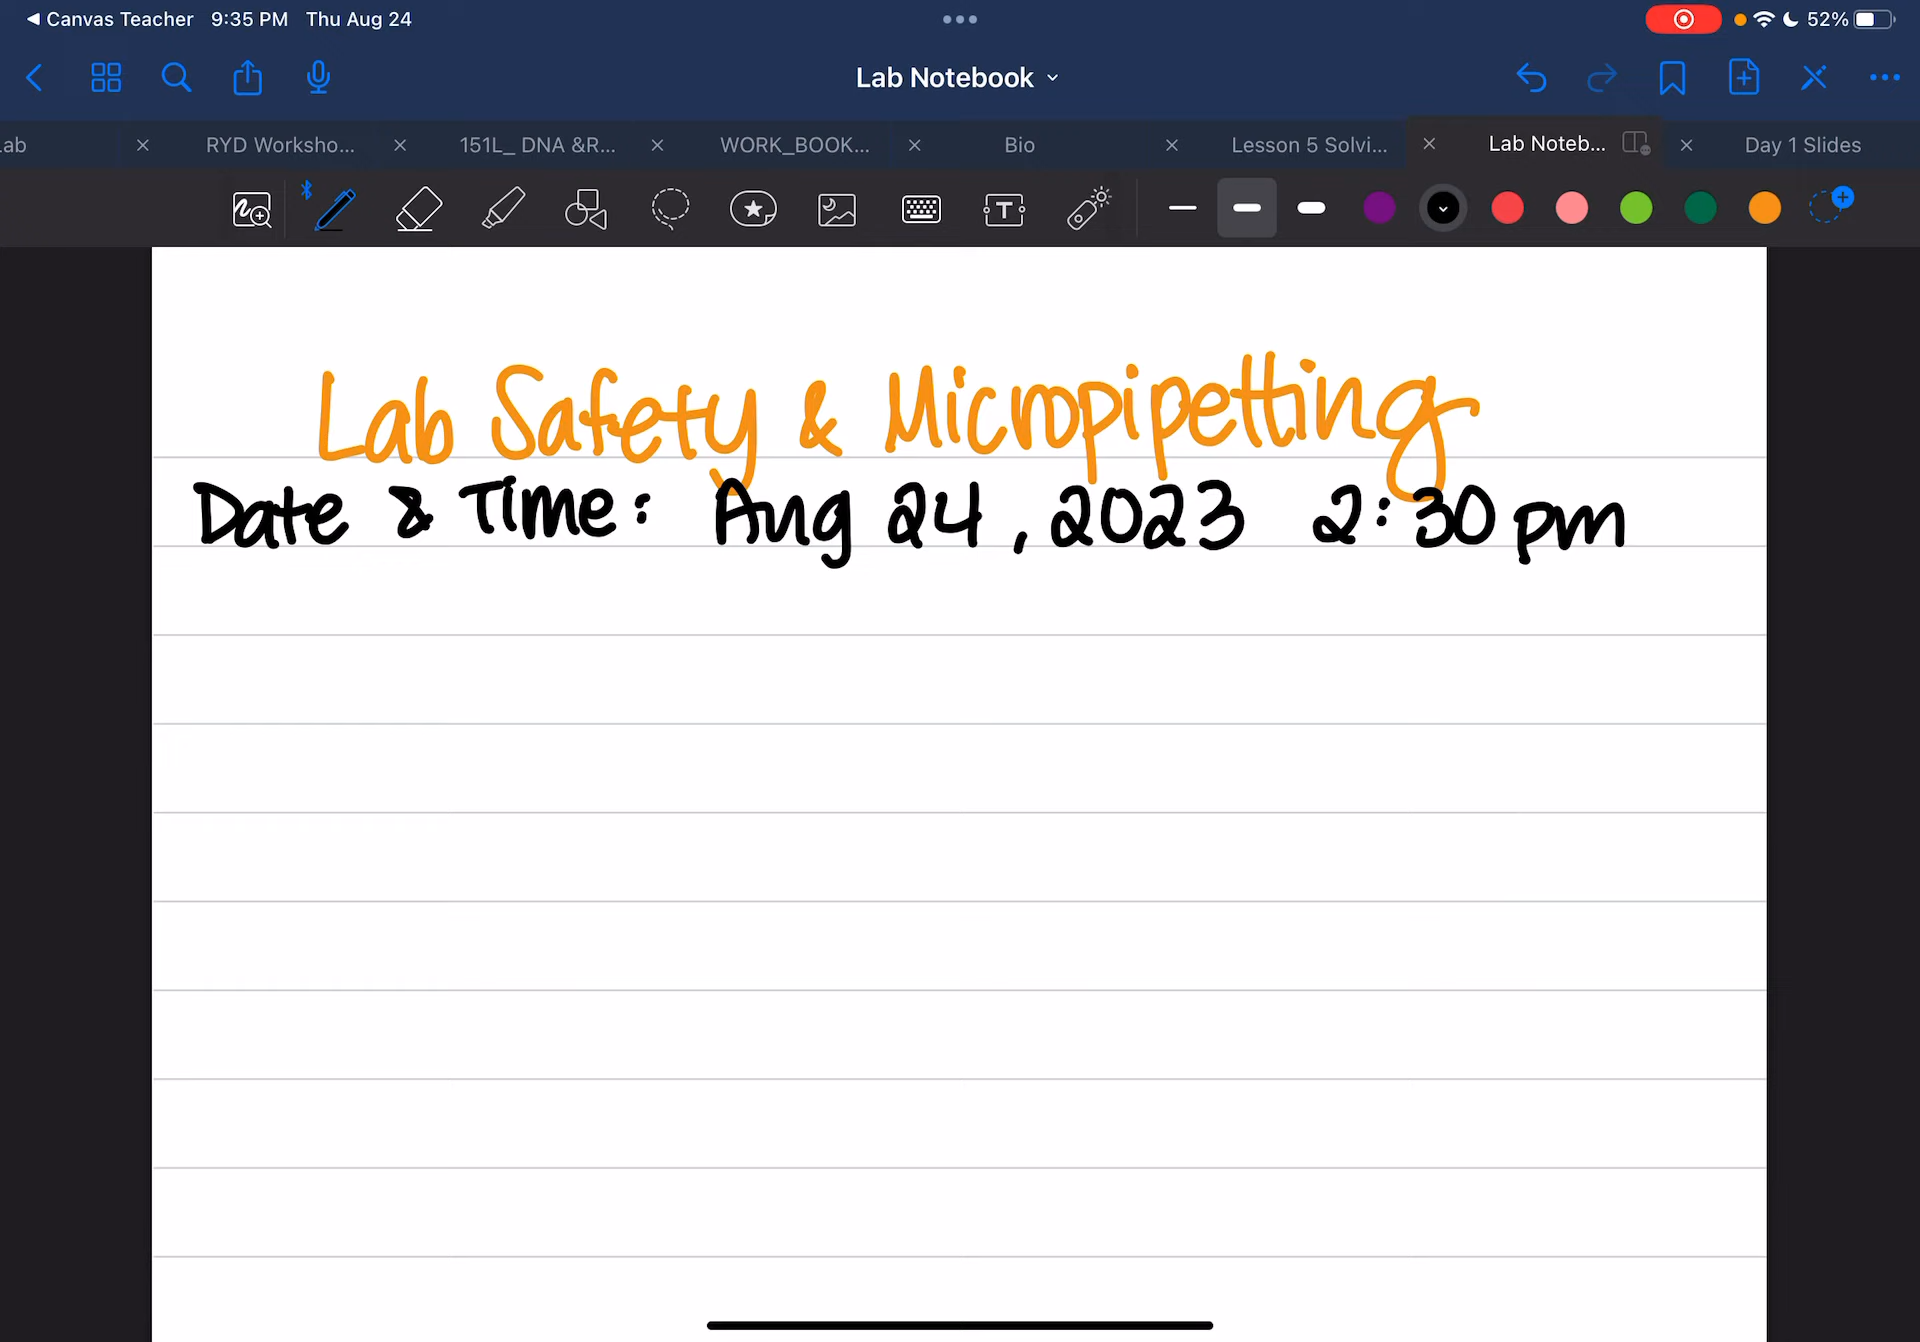 Canvas Teacher 9:35 PM Thu Aug 24 52%
Lab Notebook
ab RYD Worksho... 151L_ DNA &R... WORK_BOOK... Bio Lesson 5 Solvi... Lab Noteb... Day 1 Slides
Lab Safety & Micropipetting
Date & Time: Aug 24, 2023 2:30 pm